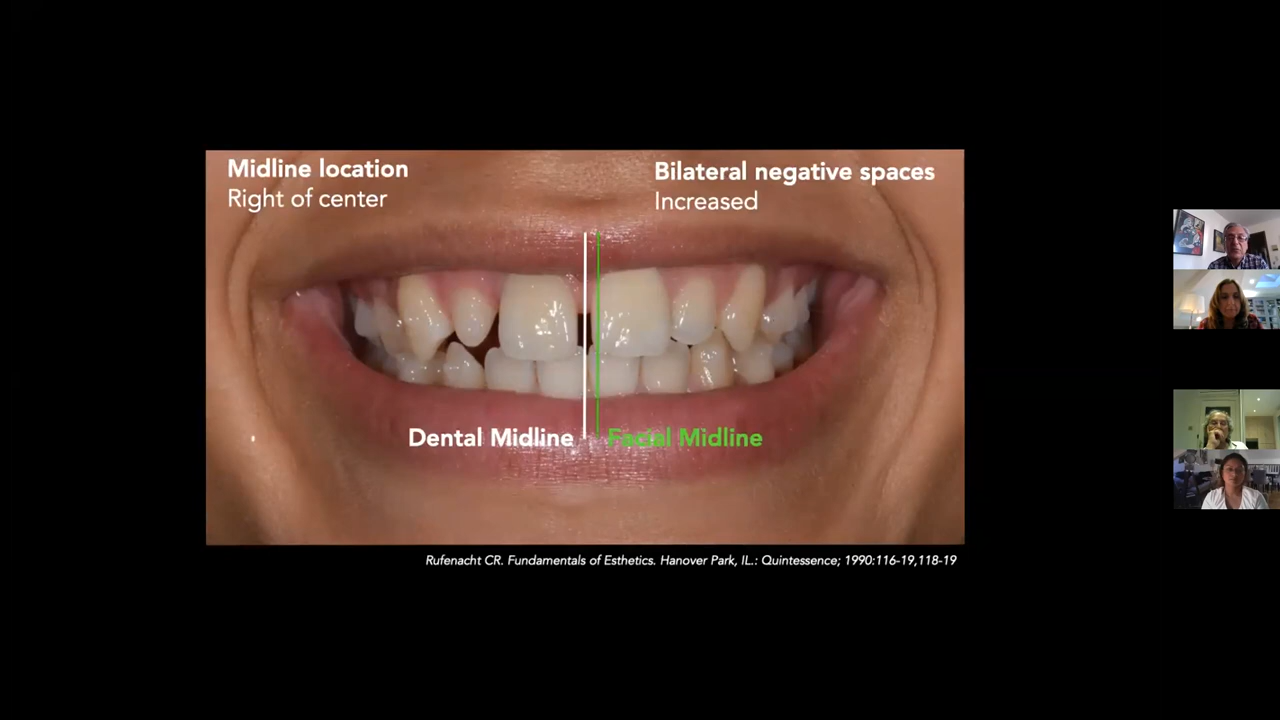 Midline location
Right of center
Bilateral negative spaces
Increased
Dental Midline
Facial Midline
Rufenacht CR. Fundamentals of Esthetics. Hanover Park, IL.: Quintessence; 1990:116-19,118-19